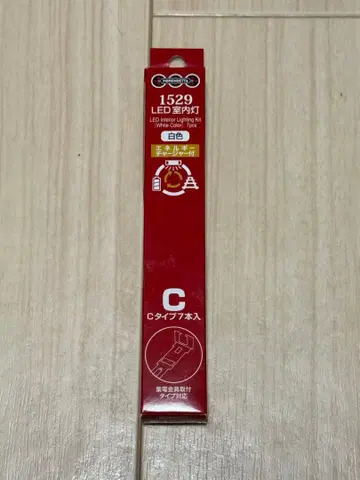 MOROKESTTA
1529
LED室内灯
LED Interior Lighting Kit
(White Color) 7pcs
白色
エネルギー
チャージャー付
C
Cタイプ7本入
集電金具取付
タイプ対応